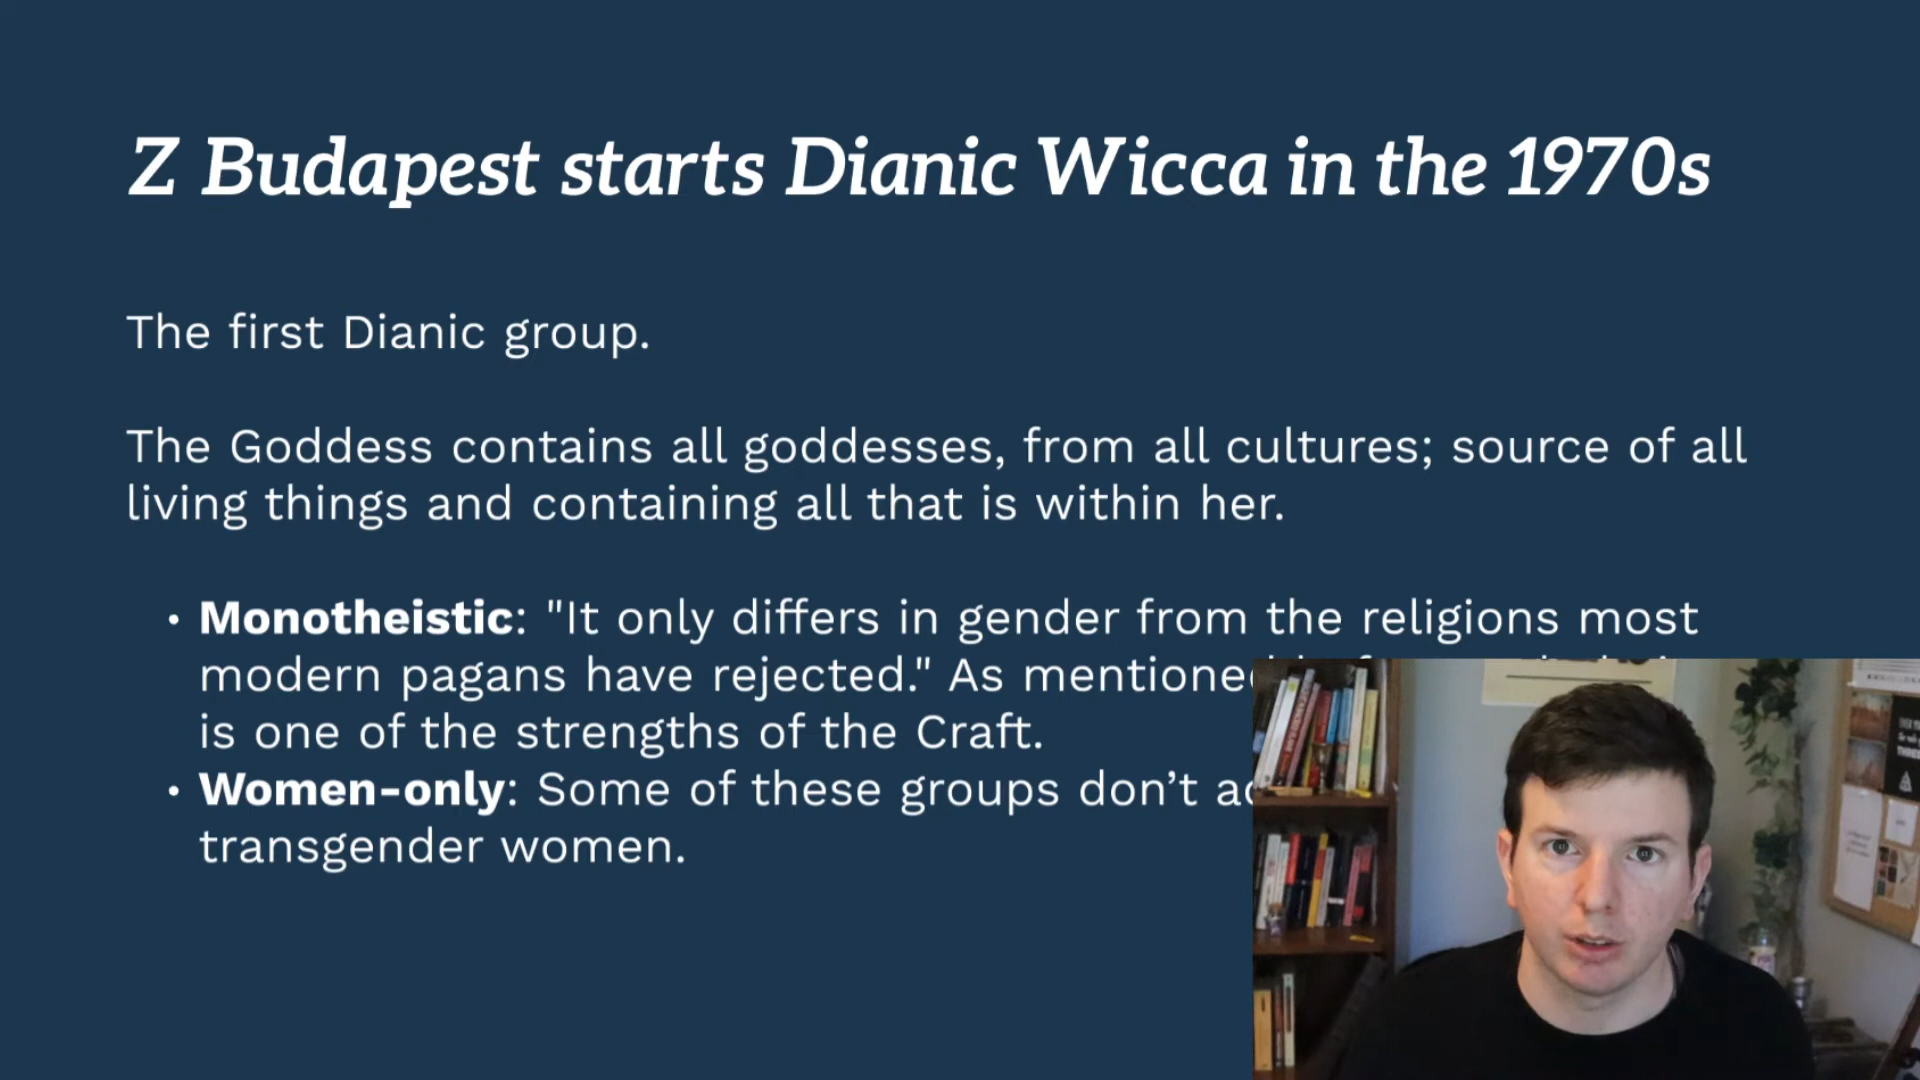 Z Budapest starts Dianic Wicca in the 1970s
The first Dianic group.
The Goddess contains all goddesses, from all cultures; source of all
living things and containing all that is within her.
• Monotheistic: "It only differs in gender from the religions most
modern pagans have rejected." As mentioned
is one of the strengths of the Craft.
• Women-only: Some of these groups don’t
transgender women.